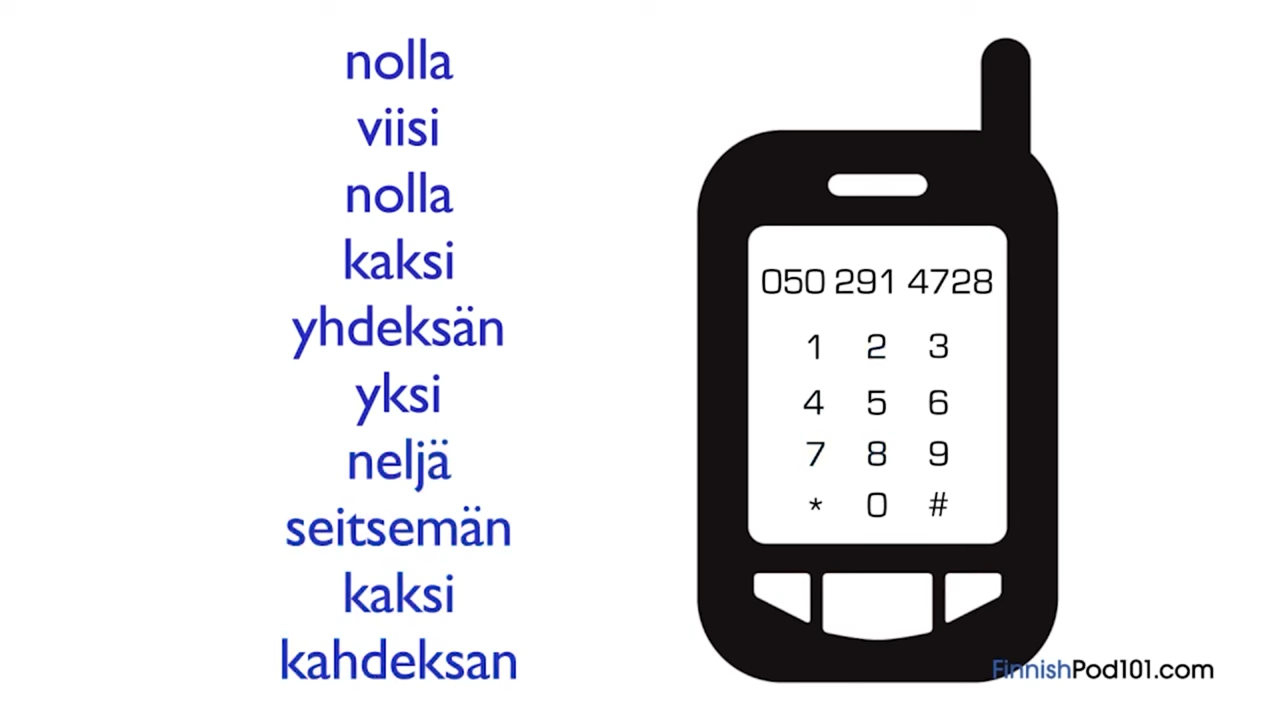 nolla
viisi
nolla
kaksi
yhdeksän
yksi
neljä
seitsemän
kaksi
kahdeksan
050 291 4728
1 2 3
4 5 6
7 8 9
* 0 #
FinnishPod101.com